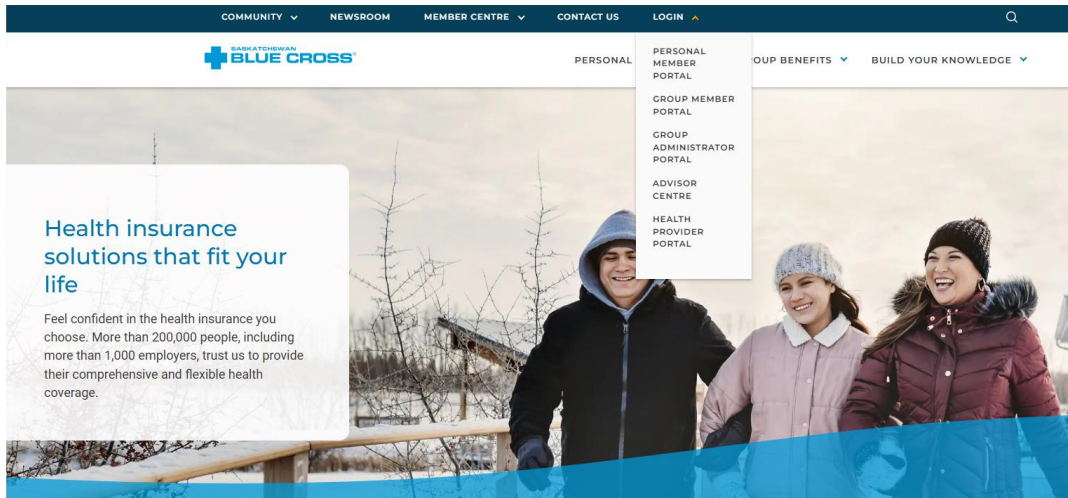 COMMUNITY
NEWSROOM
MEMBER CENTRE
CONTACT US
LOGIN
SASKATCHEWAN
BLUE CROSS®
PERSONAL
OUP BENEFITS
BUILD YOUR KNOWLEDGE
PERSONAL
MEMBER
PORTAL
GROUP MEMBER
PORTAL
GROUP
ADMINISTRATOR
PORTAL
ADVISOR
CENTRE
HEALTH
PROVIDER
PORTAL
Health insurance
solutions that fit your
life
Feel confident in the health insurance you
choose. More than 200,000 people, including
more than 1,000 employers, trust us to provide
their comprehensive and flexible health
coverage.